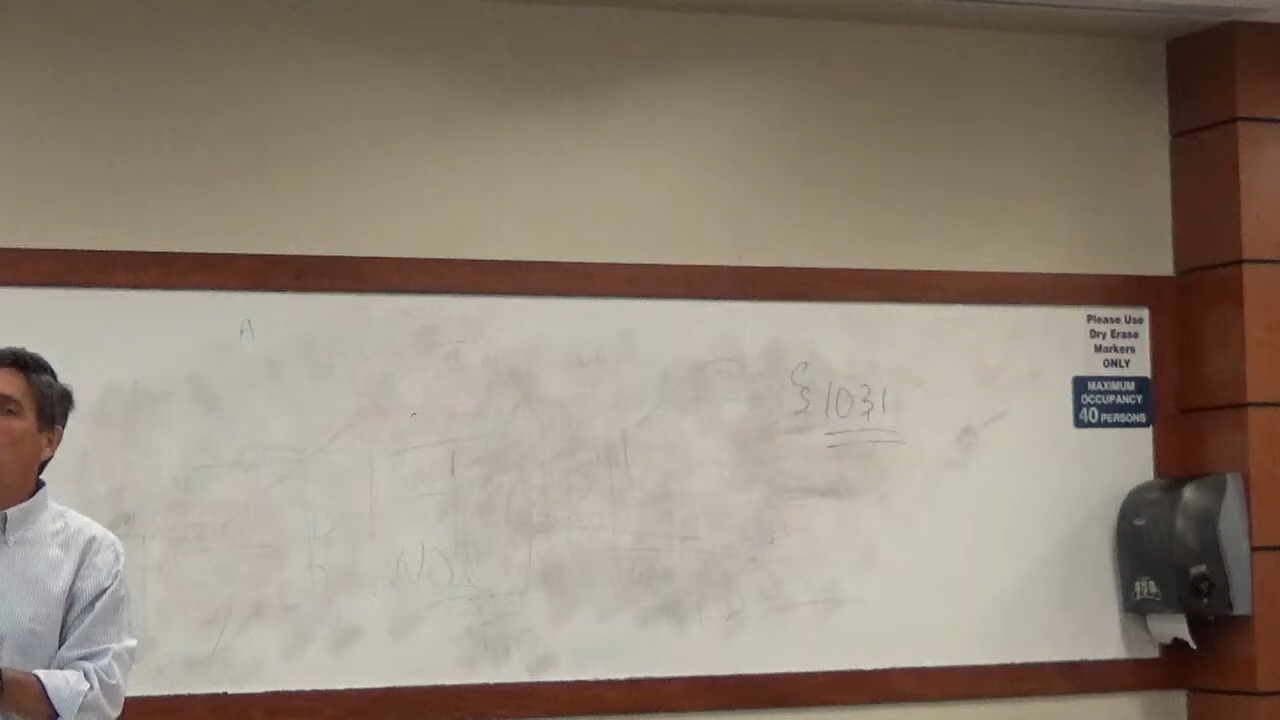 A
§ 1031
Please Use
Dry Erase
Markers
ONLY
MAXIMUM
OCCUPANCY
40 PERSONS